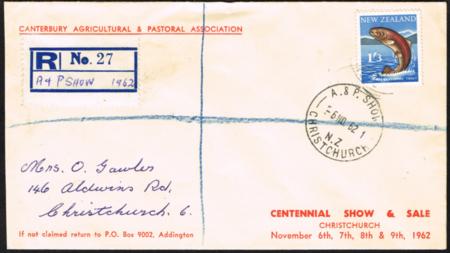 CANTERBURY AGRICULTURAL & PASTORAL ASSOCIATION
R No. 27
A & P SHOW 1962
NEW ZEALAND
1'3
A. & P. SHOW
-6 NO 62 1
N.Z
CHRISTCHURCH
Mrs. O. Gawler
146 Aldwins Rd,
Christchurch. 6.
CENTENNIAL SHOW & SALE
CHRISTCHURCH
November 6th, 7th, 8th & 9th, 1962
If not claimed return to P.O. Box 9002, Addington